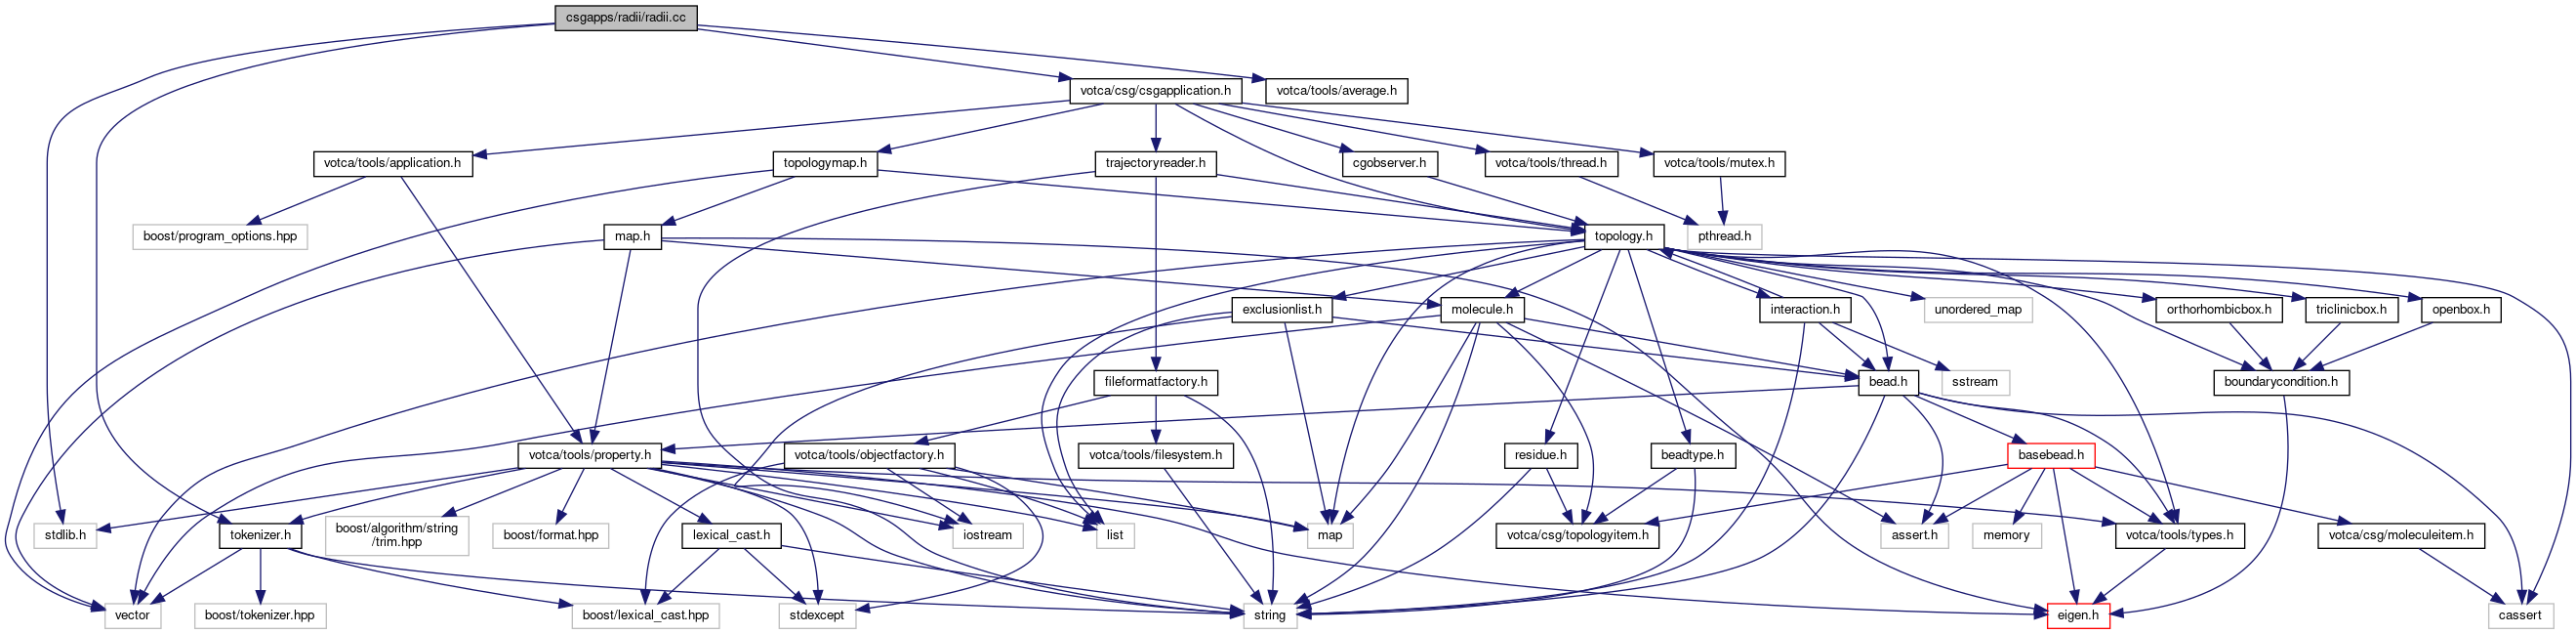 csgapps/radii/radii.cc
votca/csg/csgapplication.h
votca/tools/average.h
votca/tools/application.h
topologymap.h
trajectoryreader.h
cgobserver.h
votca/tools/thread.h
votca/tools/mutex.h
boost/program_options.hpp
map.h
topology.h
pthread.h
exclusionlist.h
molecule.h
interaction.h
unordered_map
orthorhombicbox.h
triclinicbox.h
openbox.h
fileformatfactory.h
bead.h
sstream
boundarycondition.h
votca/tools/property.h
votca/tools/objectfactory.h
votca/tools/filesystem.h
residue.h
beadtype.h
basebead.h
stdlib.h
tokenizer.h
boost/algorithm/string
/trim.hpp
boost/format.hpp
lexical_cast.h
iostream
list
map
votca/csg/topologyitem.h
assert.h
memory
votca/tools/types.h
votca/csg/moleculeitem.h
vector
boost/tokenizer.hpp
boost/lexical_cast.hpp
stdexcept
string
eigen.h
cassert